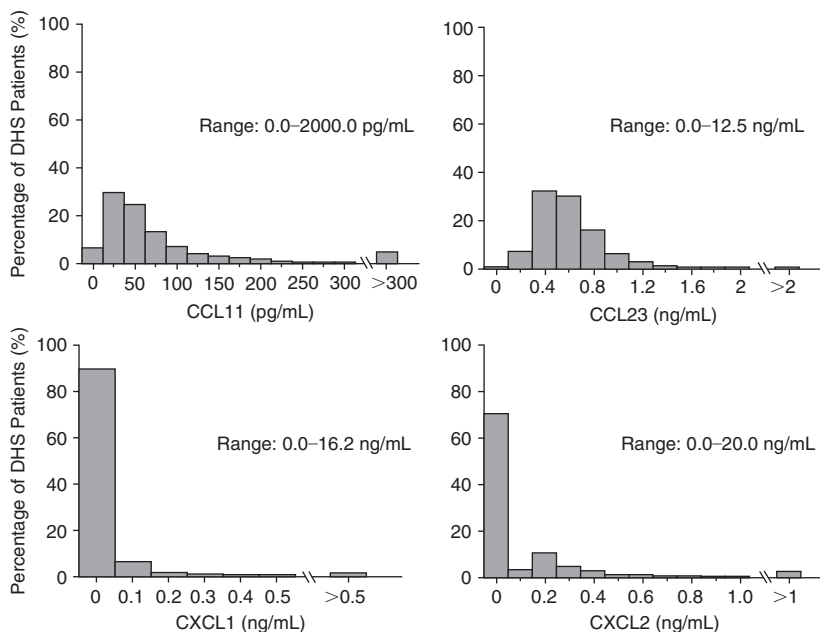 Percentage of DHS Patients (%)
100
80
60
40
20
0
Range: 0.0–2000.0 pg/mL
0 50 100 150 200 250 300 >300
CCL11 (pg/mL)
100
80
60
40
20
0
Range: 0.0–12.5 ng/mL
0 0.4 0.8 1.2 1.6 2 >2
CCL23 (ng/mL)
Percentage of DHS Patients (%)
100
80
60
40
20
0
Range: 0.0–16.2 ng/mL
0 0.1 0.2 0.3 0.4 0.5 >0.5
CXCL1 (ng/mL)
100
80
60
40
20
0
Range: 0.0–20.0 ng/mL
0 0.2 0.4 0.6 0.8 1.0 >1
CXCL2 (ng/mL)